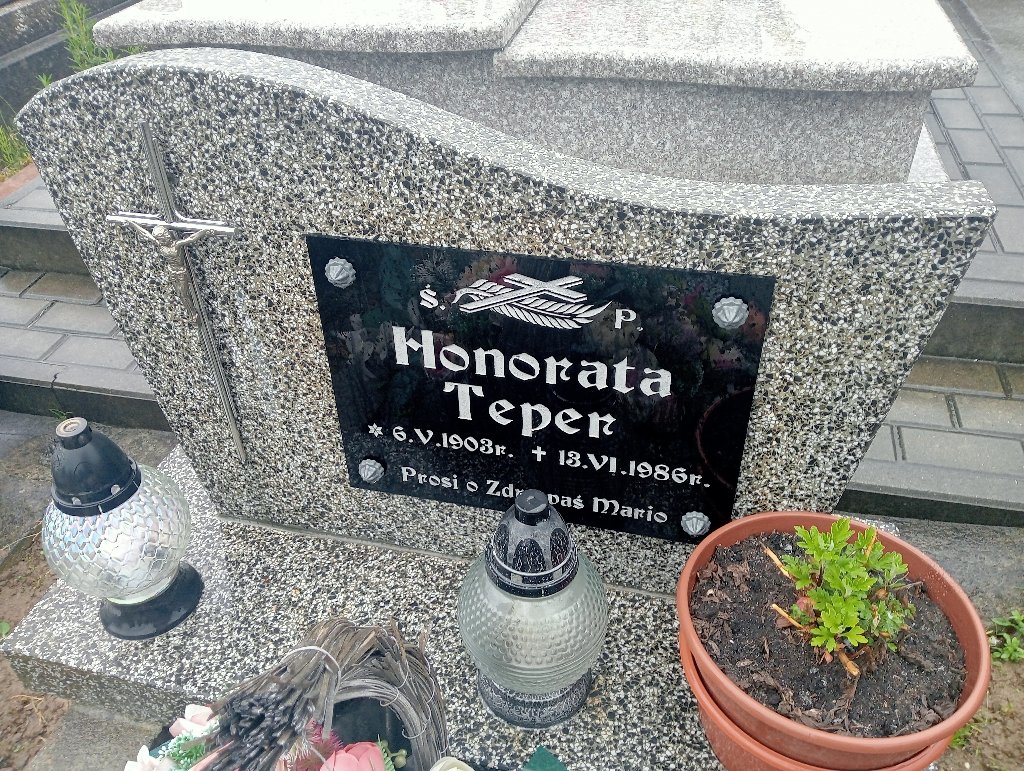 Ś. P.
Honorata
Teper
* 6.V.1903r. ✝ 13.VI.1986r.
Prosi o Mario